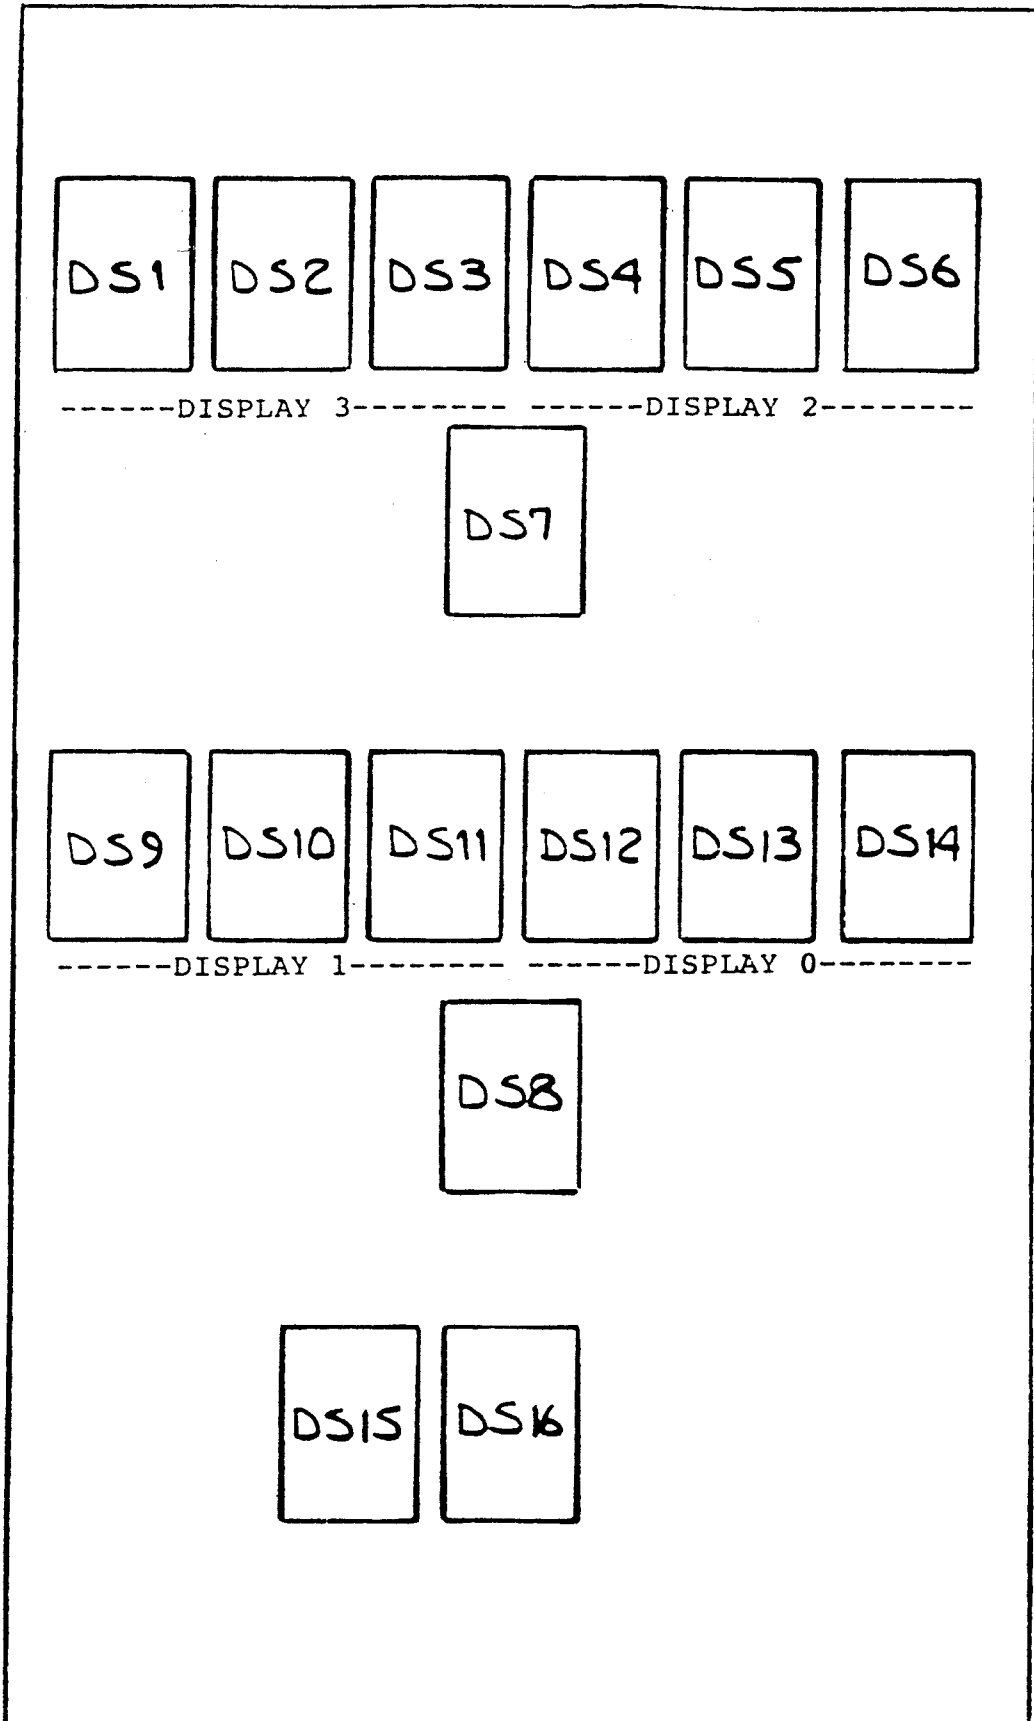 DS1 DS2 DS3 DS4 DS5 DS6
------DISPLAY 3-------- ------DISPLAY 2--------
DS7
DS9 DS10 DS11 DS12 DS13 DS14
------DISPLAY 1-------- ------DISPLAY 0--------
DS8
DS15 DS16